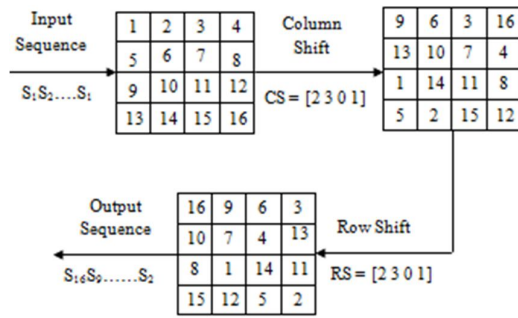 Input
Sequence
S₁S₂....S₁
1 2 3 4
5 6 7 8
9 10 11 12
13 14 15 16
Column
Shift
CS = [2 3 0 1]
9 6 3 16
13 10 7 4
1 14 11 8
5 2 15 12
Row Shift
RS = [2 3 0 1]
16 9 6 3
10 7 4 13
8 1 14 11
15 12 5 2
Output
Sequence
S₁₆S₉......S₂